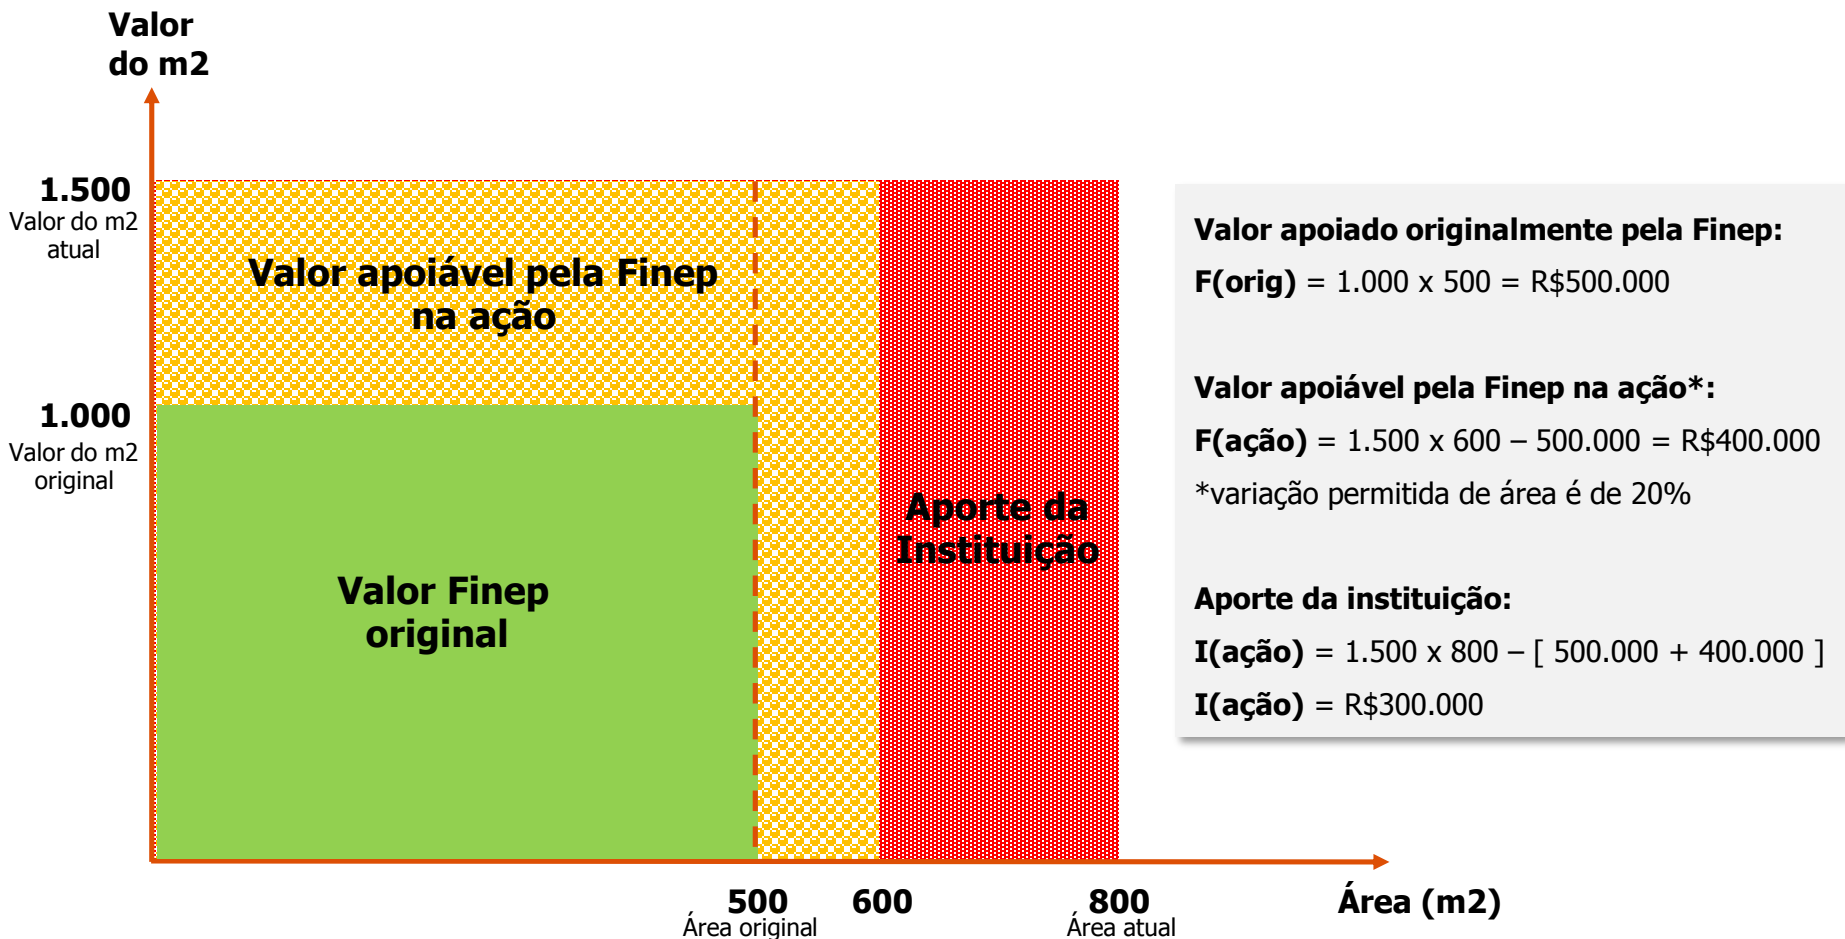 Valor
do m2
1.500
Valor do m2
atual
1.000
Valor do m2
original
Valor apoiável pela Finep
na ação
Valor Finep
original
Aporte da
Instituição
500
Área original
600
800
Área atual
Área (m2)
Valor apoiado originalmente pela Finep:
F(orig) = 1.000 x 500 = R$500.000
Valor apoiável pela Finep na ação*:
F(ação) = 1.500 x 600 – 500.000 = R$400.000
*variação permitida de área é de 20%
Aporte da instituição:
I(ação) = 1.500 x 800 – [ 500.000 + 400.000 ]
I(ação) = R$300.000